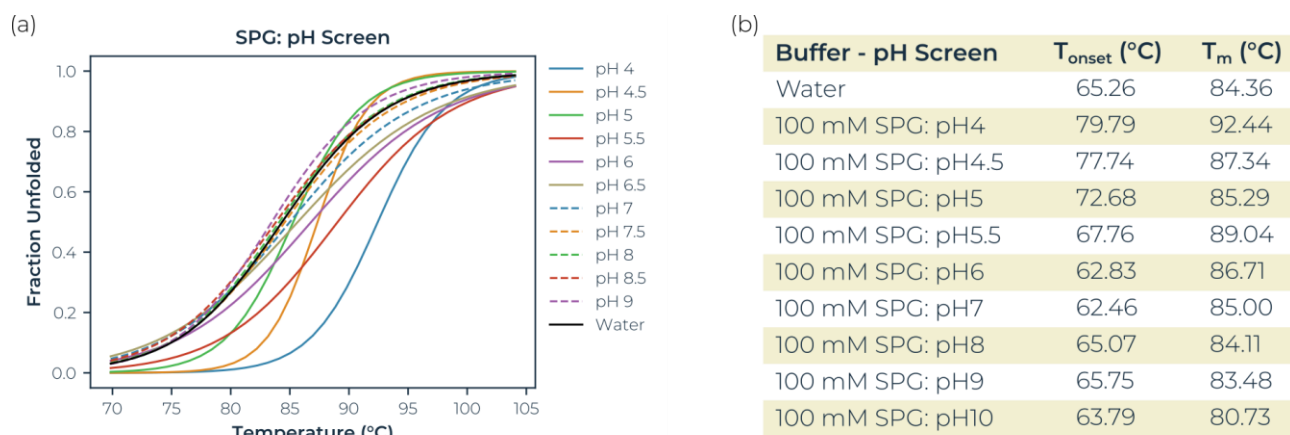 (a)
SPG: pH Screen
Fraction Unfolded
1.0
0.8
0.6
0.4
0.2
0.0
70 75 80 85 90 95 100 105
Temperature (°C)
pH 4
pH 4.5
pH 5
pH 5.5
pH 6
pH 6.5
pH 7
pH 7.5
pH 8
pH 8.5
pH 9
Water
(b)
Buffer - pH Screen Tonset (°C) Tm (°C)
Water 65.26 84.36
100 mM SPG: pH4 79.79 92.44
100 mM SPG: pH4.5 77.74 87.34
100 mM SPG: pH5 72.68 85.29
100 mM SPG: pH5.5 67.76 89.04
100 mM SPG: pH6 62.83 86.71
100 mM SPG: pH7 62.46 85.00
100 mM SPG: pH8 65.07 84.11
100 mM SPG: pH9 65.75 83.48
100 mM SPG: pH10 63.79 80.73